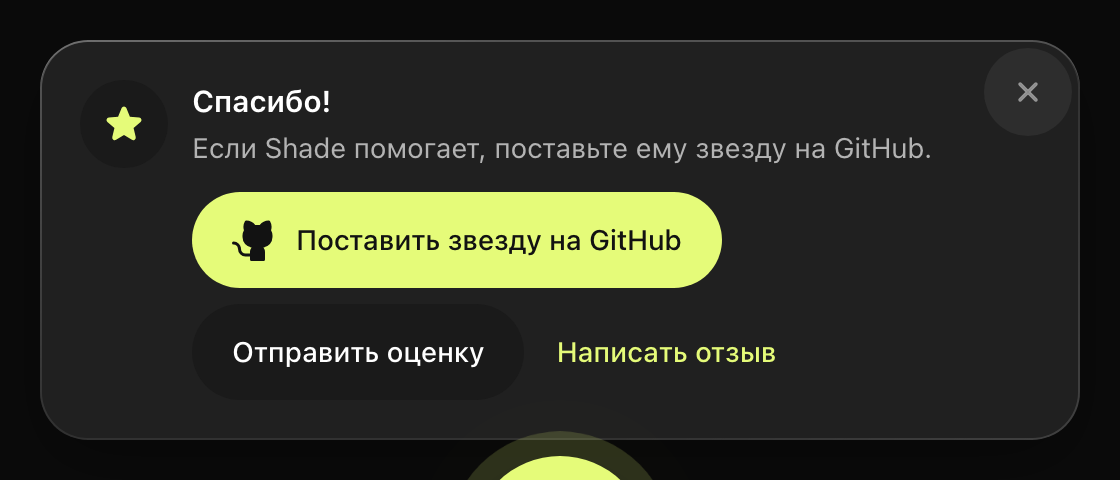 Спасибо!
Если Shade помогает, поставьте ему звезду на GitHub.
Поставить звезду на GitHub
Отправить оценку
Написать отзыв